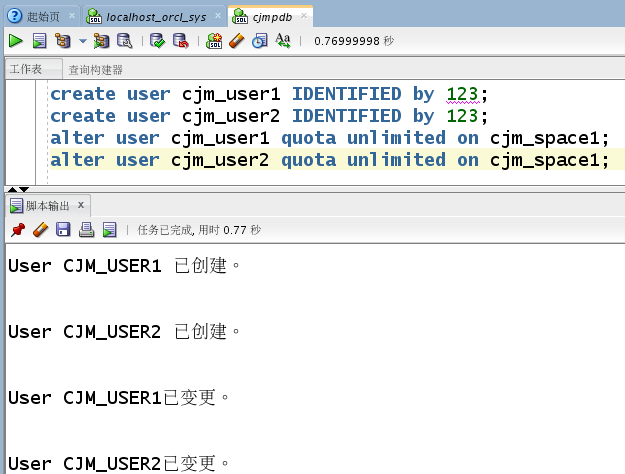 起始页 localhost_orcl_sys cjmpdb
0.76999998 秒
工作表 查询构建器
create user cjm_user1 IDENTIFIED by 123;
create user cjm_user2 IDENTIFIED by 123;
alter user cjm_user1 quota unlimited on cjm_space1;
alter user cjm_user2 quota unlimited on cjm_space1;
脚本输出 x
任务已完成, 用时 0.77 秒
User CJM_USER1 已创建。
User CJM_USER2 已创建。
User CJM_USER1已变更。
User CJM_USER2已变更。